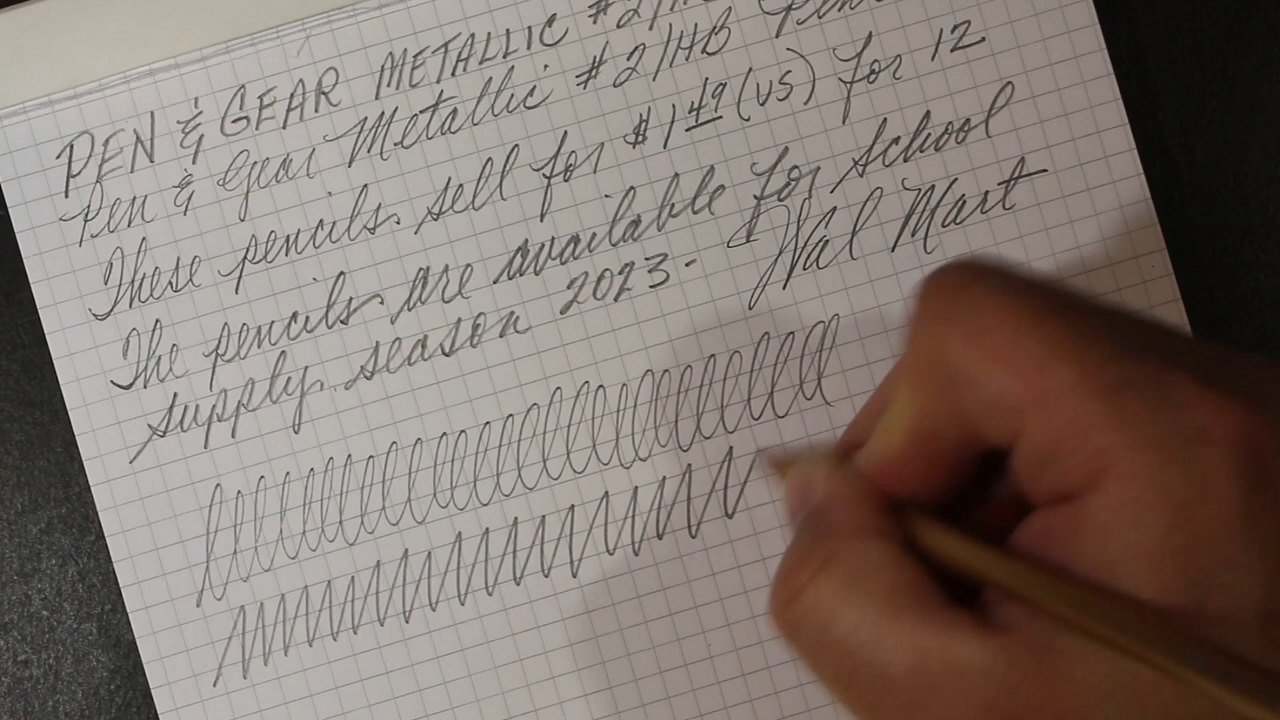 PEN & GEAR METALLIC #2/
Pen & Gear Metallic #2/HB Pen
These pencils sell for $1 49 (US) for 12
The pencils are available for school
supply season 2023 - Wal Mart